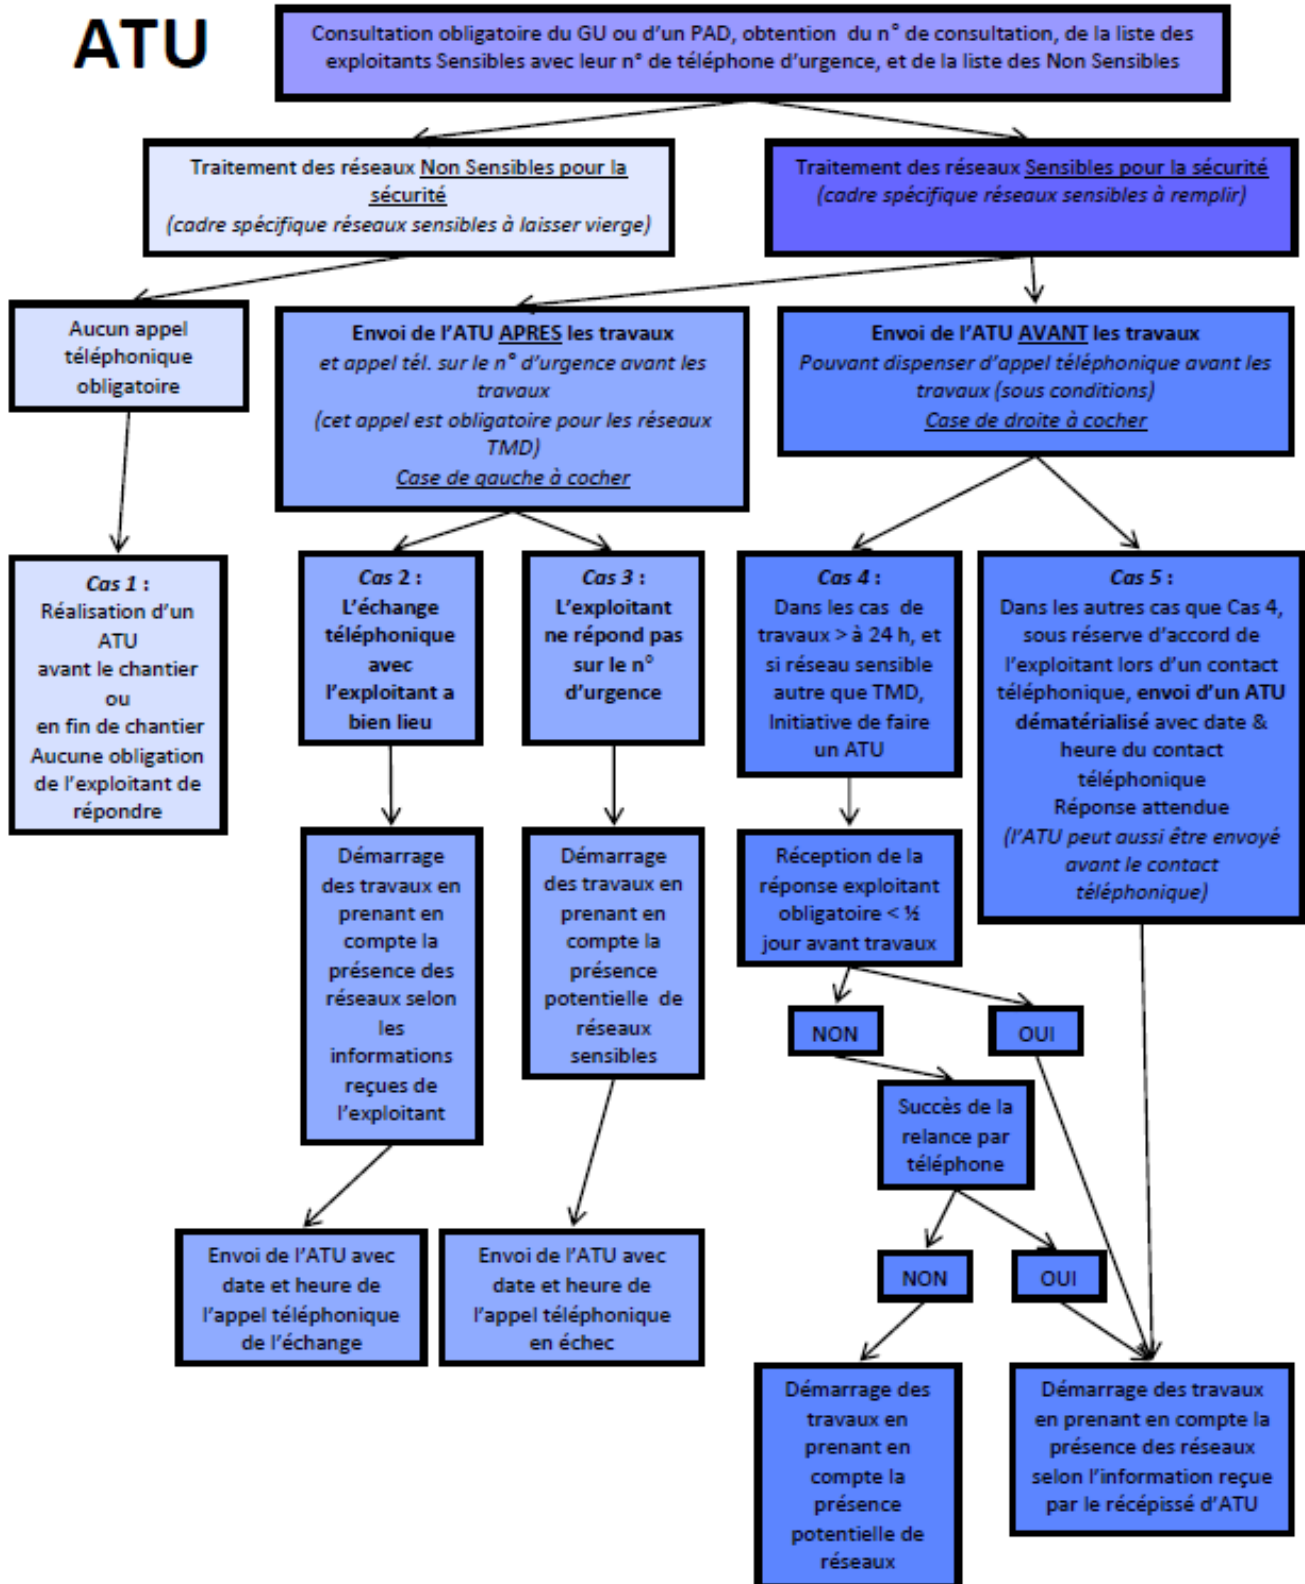 ATU
Consultation obligatoire du GU ou d'un PAD, obtention du n° de consultation, de la liste des
exploitants Sensibles avec leur n° de téléphone d'urgence, et de la liste des Non Sensibles
Traitement des réseaux Non Sensibles pour la
sécurité
(cadre spécifique réseaux sensibles à laisser vierge)
Traitement des réseaux Sensibles pour la sécurité
(cadre spécifique réseaux sensibles à remplir)
Aucun appel
téléphonique
obligatoire
Envoi de l'ATU APRES les travaux
et appel tél. sur le n° d'urgence avant les
travaux
(cet appel est obligatoire pour les réseaux
TMD)
Case de gauche à cocher
Envoi de l'ATU AVANT les travaux
Pouvant dispenser d'appel téléphonique avant les
travaux (sous conditions)
Case de droite à cocher
Cas 1 :
Réalisation d'un
ATU
avant le chantier
ou
en fin de chantier
Aucune obligation
de l'exploitant de
répondre
Cas 2 :
L'échange
téléphonique
avec
l'exploitant a
bien lieu
Cas 3 :
L'exploitant
ne répond pas
sur le n°
d'urgence
Cas 4 :
Dans les cas de
travaux > à 24 h, et
si réseau sensible
autre que TMD,
Initiative de faire
un ATU
Cas 5 :
Dans les autres cas que Cas 4,
sous réserve d'accord de
l'exploitant lors d'un contact
téléphonique, envoi d'un ATU
dématérialisé avec date &
heure du contact
téléphonique
Réponse attendue
(l'ATU peut aussi être envoyé
avant le contact
téléphonique)
Démarrage
des travaux en
prenant en
compte la
présence des
réseaux selon
les
informations
reçues de
l'exploitant
Démarrage
des travaux en
prenant en
compte la
présence
potentielle de
réseaux
sensibles
Réception de la
réponse exploitant
obligatoire < ½
jour avant travaux
NON
OUI
Succès de la
relance par
téléphone
NON
OUI
Envoi de l'ATU avec
date et heure de
l'appel téléphonique
de l'échange
Envoi de l'ATU avec
date et heure de
l'appel téléphonique
en échec
Démarrage des
travaux en
prenant en
compte la
présence
potentielle de
réseaux
Démarrage des travaux
en prenant en compte la
présence des réseaux
selon l'information reçue
par le récépissé d'ATU